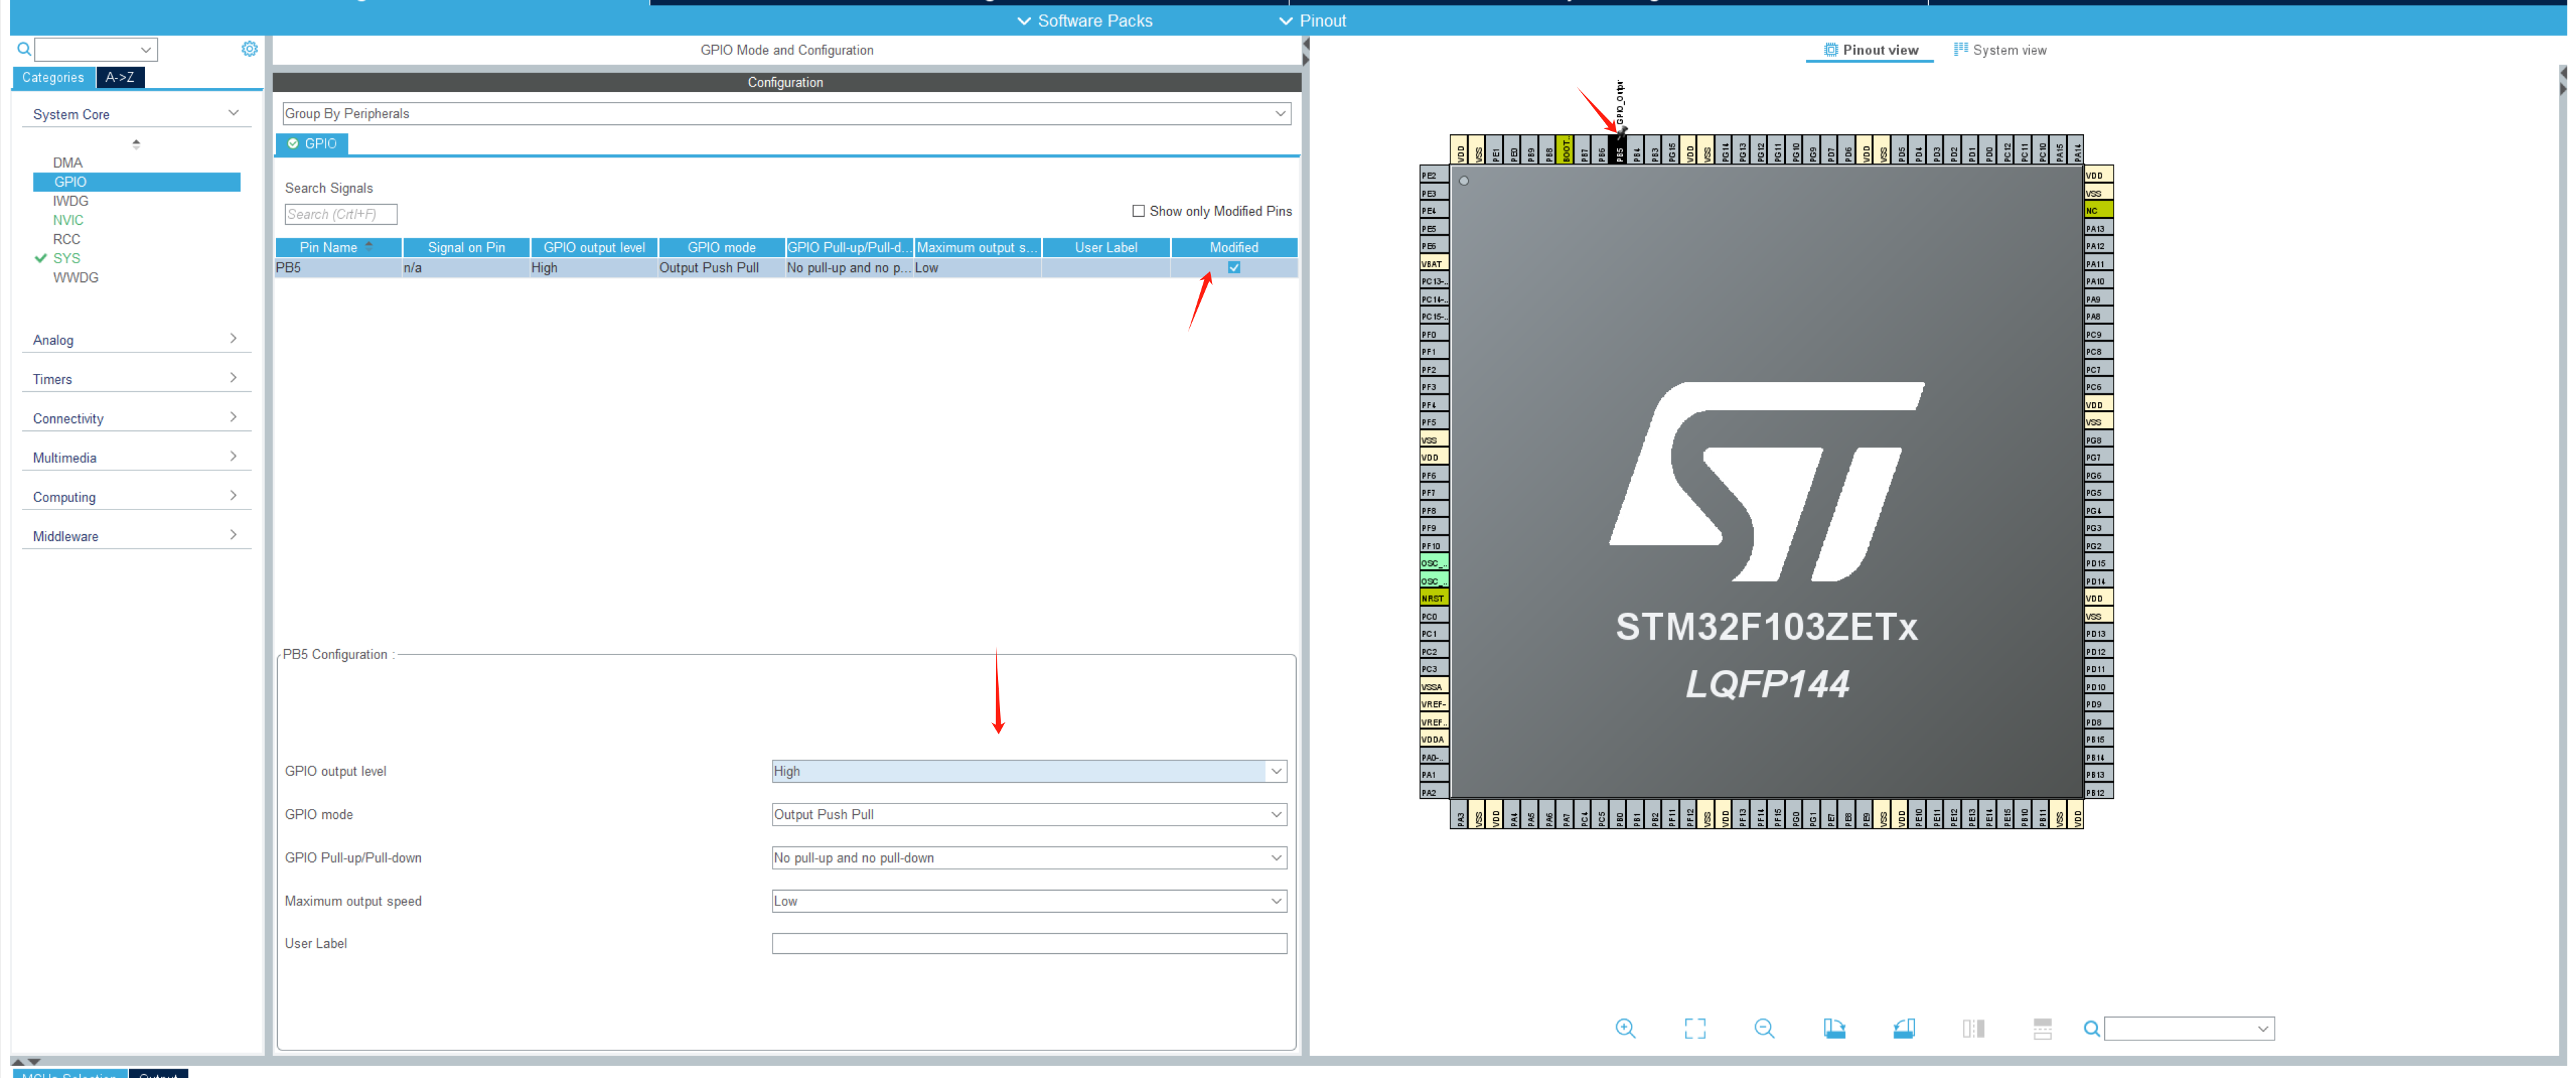 Software Packs
Pinout
GPIO Mode and Configuration
Pinout view
System view
Categories
A->Z
Configuration
System Core
Group By Peripherals
GPIO
DMA
GPIO
IWDG
NVIC
RCC
SYS
WWDG
Search Signals
Search (Crtl+F)
Show only Modified Pins
Pin Name
Signal on Pin
GPIO output level
GPIO mode
GPIO Pull-up/Pull-d...
Maximum output s...
User Label
Modified
PB5
n/a
High
Output Push Pull
No pull-up and no p...
Low
Analog
Timers
Connectivity
Multimedia
Computing
Middleware
PB5 Configuration :
GPIO output level
High
GPIO mode
Output Push Pull
GPIO Pull-up/Pull-down
No pull-up and no pull-down
Maximum output speed
Low
User Label
VDD
VSS
PE1
PE0
PB9
PB8
BOOT..
PB7
PB6
PB5
PB4
PB3
PG15
VDD
VSS
PG14
PG13
PG12
PG11
PG10
PG9
PD7
PD6
VDD
VSS
PD5
PD4
PD3
PD2
PD1
PD0
PC12
PC11
PC10
PA15
PA14
PE2
PE3
PE4
PE5
PE6
VBAT
PC13-..
PC14-..
PC15-..
PF0
PF1
PF2
PF3
PF4
PF5
VSS
VDD
PF6
PF7
PF8
PF9
PF10
OSC_..
OSC_..
NRST
PC0
PC1
PC2
PC3
VSSA
VREF-
VREF..
VDDA
PA0-..
PA1
PA2
STM32F103ZETx
LQFP144
VDD
VSS
NC
PA13
PA12
PA11
PA10
PA9
PA8
PC9
PC8
PC7
PC6
VDD
VSS
PG8
PG7
PG6
PG5
PG4
PG3
PG2
PD15
PD14
VDD
VSS
PD13
PD12
PD11
PD10
PD9
PD8
PB15
PB14
PB13
PB12
PA3
VSS
VDD
PA4
PA5
PA6
PA7
PC4
PC5
PB0
PB1
PB2
PF11
PF12
VSS
VDD
PF13
PF14
PF15
PG0
PG1
PE7
PE8
PE9
VSS
VDD
PE10
PE11
PE12
PE13
PE14
PE15
PB10
PB11
VSS
VDD